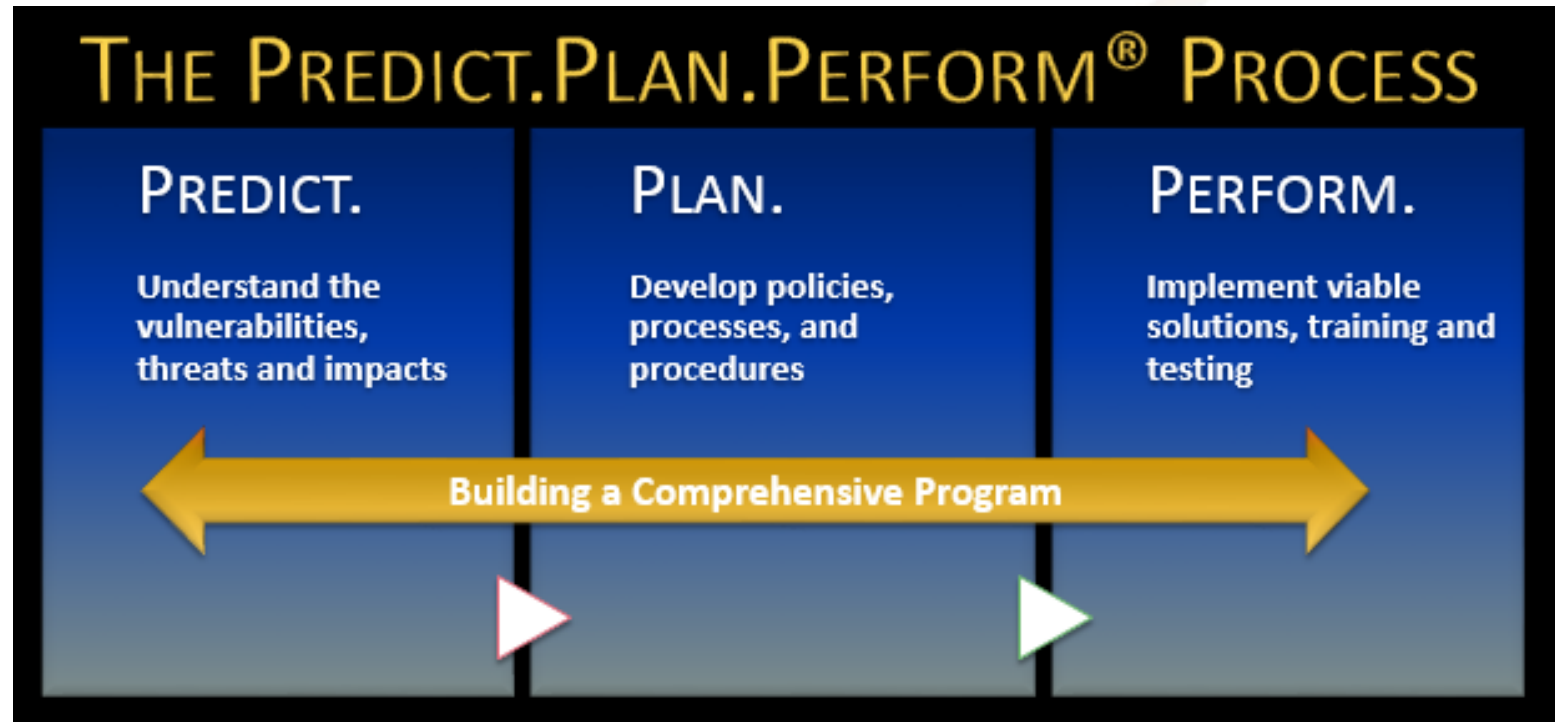 THE PREDICT.PLAN.PERFORM® PROCESS
PREDICT.
Understand the
vulnerabilities,
threats and impacts
PLAN.
Develop policies,
processes, and
procedures
PERFORM.
Implement viable
solutions, training and
testing
Building a Comprehensive Program